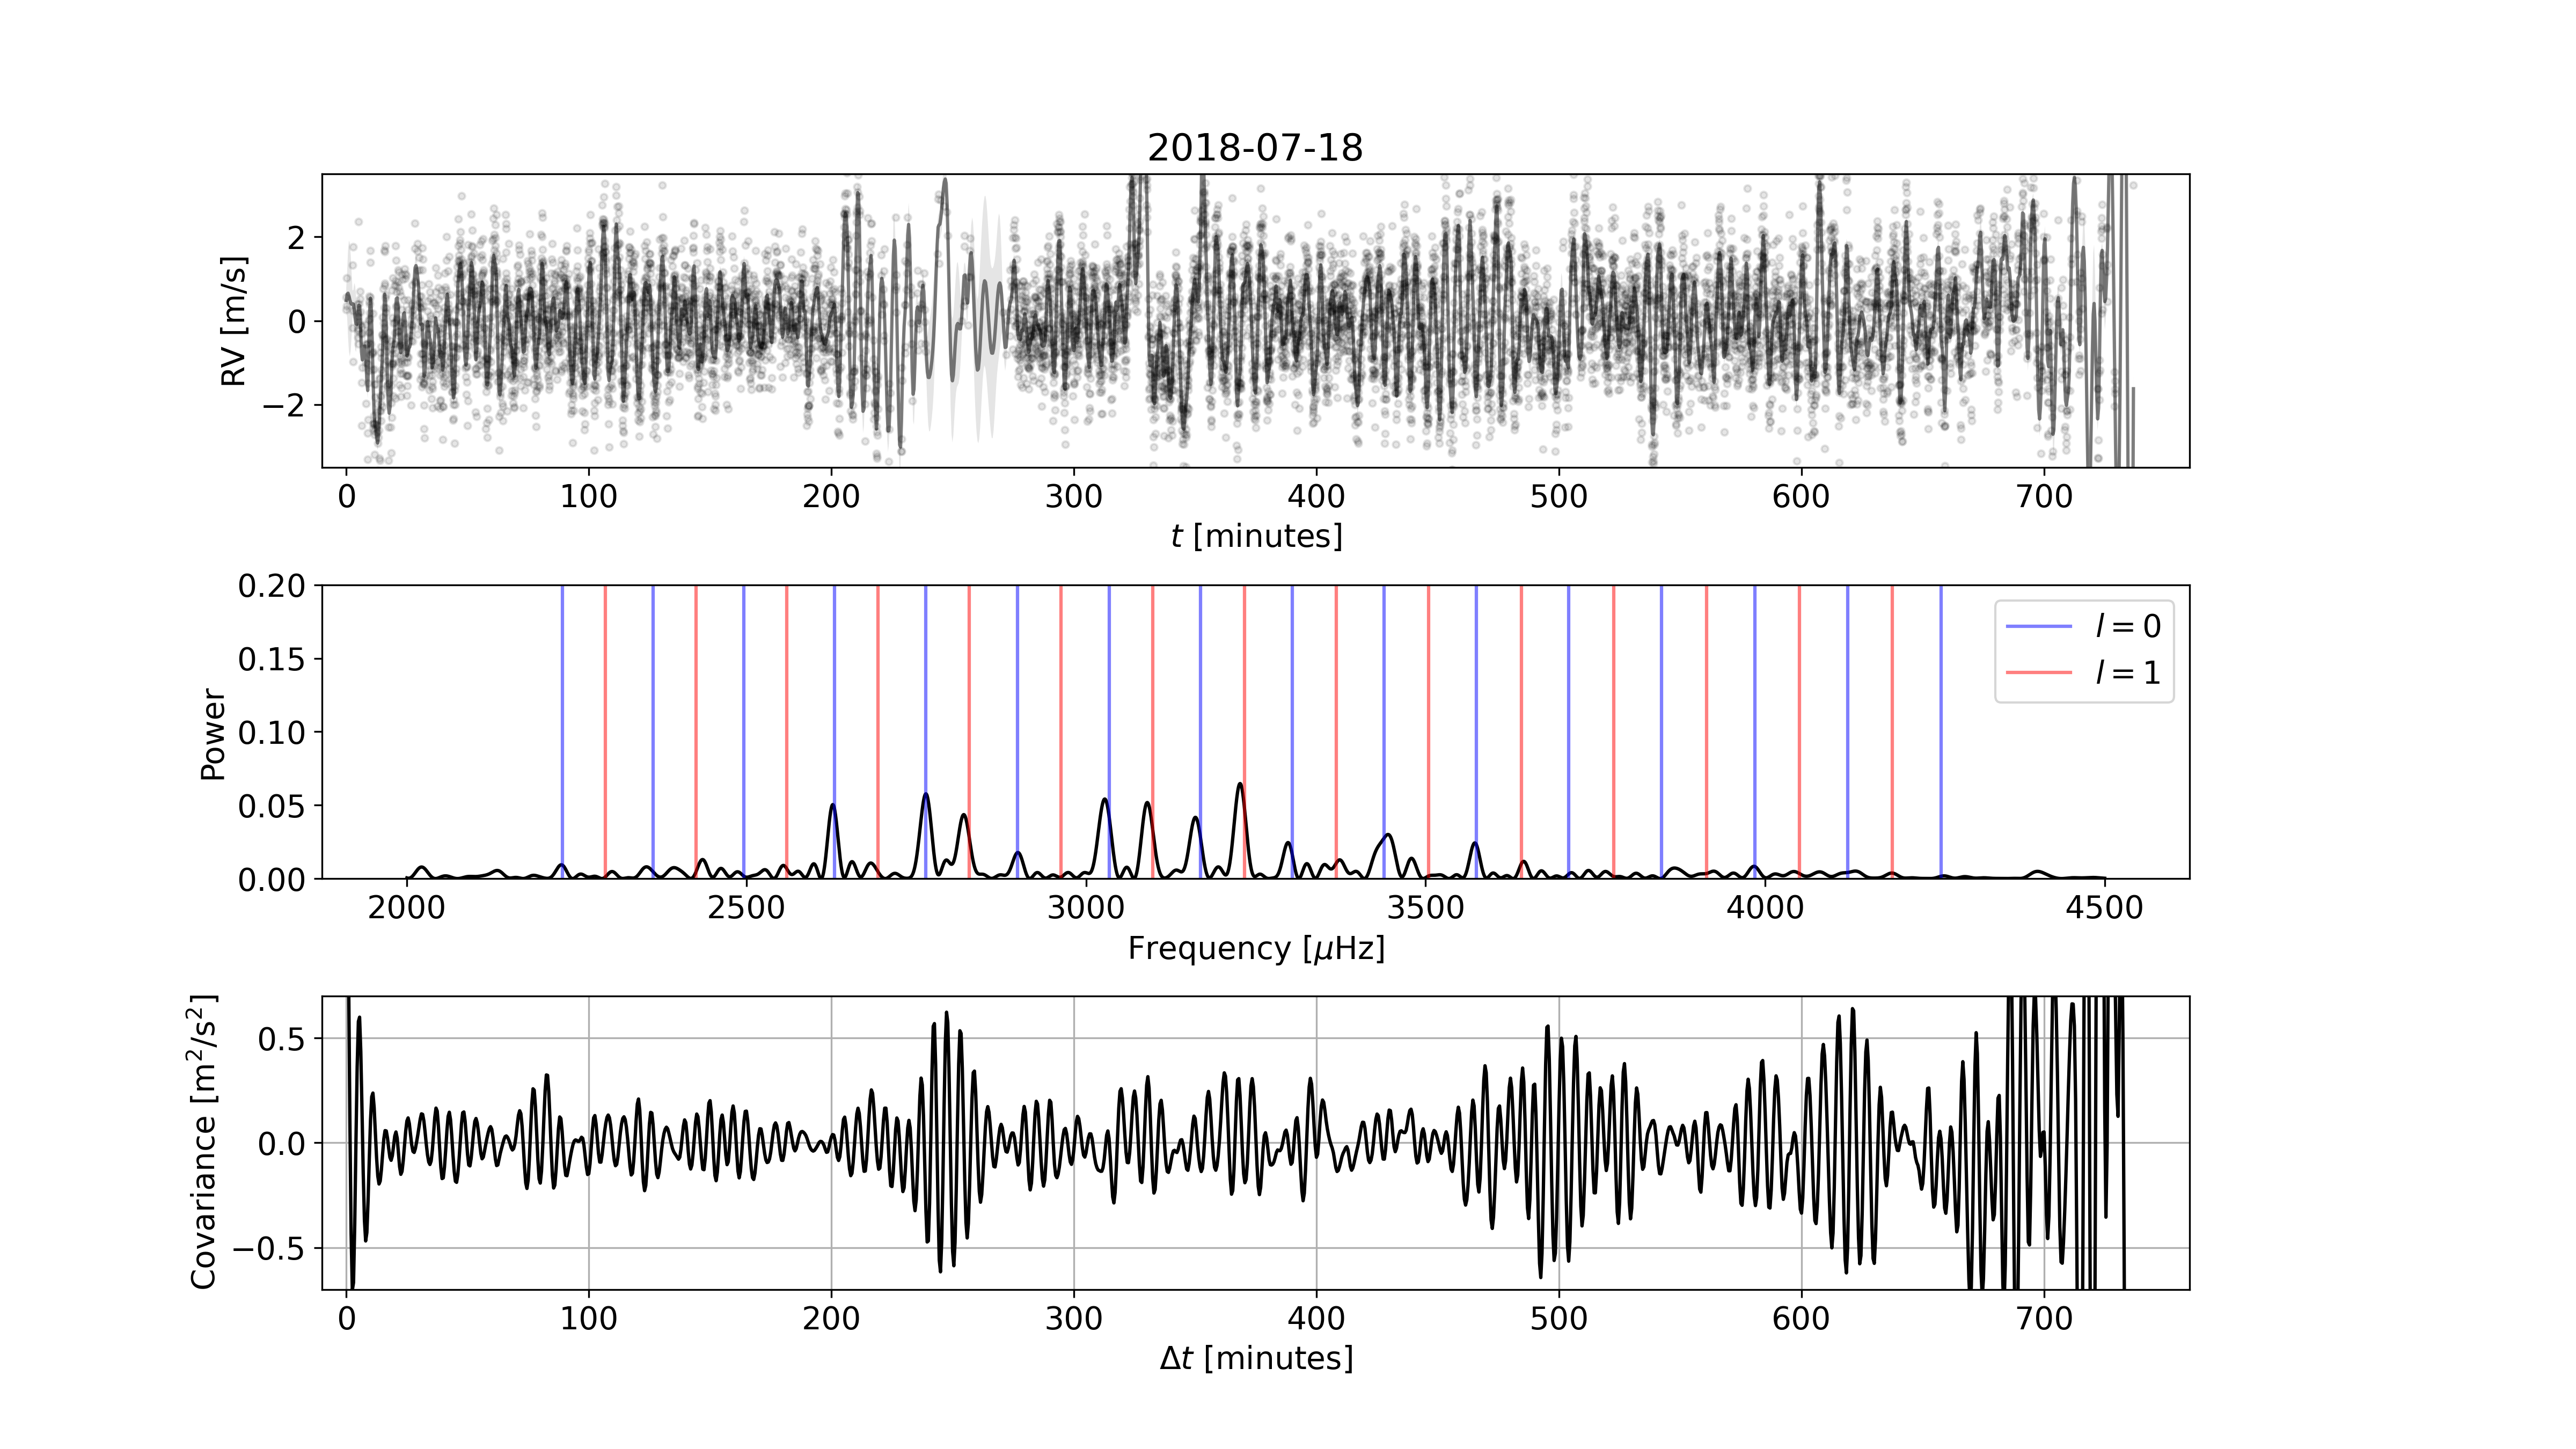 2018-07-18
RV [m/s]
2
0
−2
0 100 200 300 400 500 600 700
t [minutes]
Power
0.20
0.15
0.10
0.05
0.00
l = 0
l = 1
2000 2500 3000 3500 4000 4500
Frequency [μHz]
Covariance [m²/s²]
0.5
0.0
−0.5
0 100 200 300 400 500 600 700
Δt [minutes]